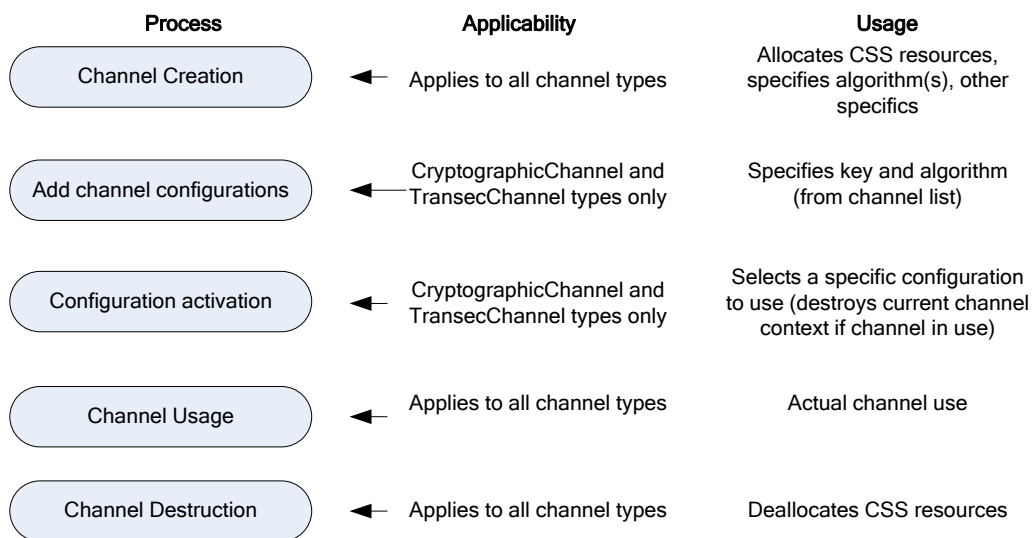 Process
Applicability
Usage
Channel Creation
Applies to all channel types
Allocates CSS resources,
specifies algorithm(s), other
specifics
Add channel configurations
CryptographicChannel and
TransecChannel types only
Specifies key and algorithm
(from channel list)
Configuration activation
CryptographicChannel and
TransecChannel types only
Selects a specific configuration
to use (destroys current channel
context if channel in use)
Channel Usage
Applies to all channel types
Actual channel use
Channel Destruction
Applies to all channel types
Deallocates CSS resources